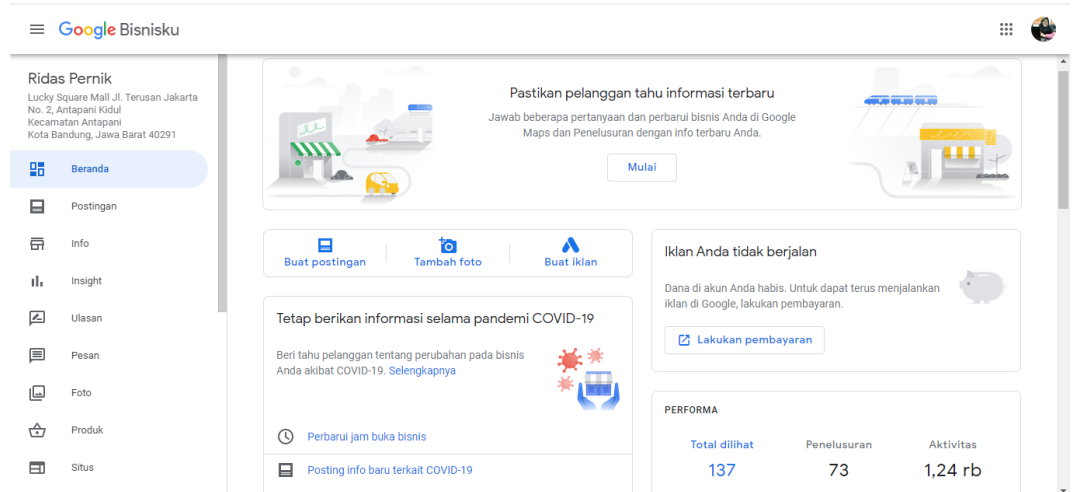 Google Bisnisku
Ridas Pernik
Lucky Square Mall Jl. Terusan Jakarta
No. 2, Antapani Kidul
Kecamatan Antapani
Kota Bandung, Jawa Barat 40291
Beranda
Postingan
Info
Insight
Ulasan
Pesan
Foto
Produk
Situs
Pastikan pelanggan tahu informasi terbaru
Jawab beberapa pertanyaan dan perbarui bisnis Anda di Google
Maps dan Penelusuran dengan info terbaru Anda.
Mulai
Buat postingan
Tambah foto
Buat iklan
Tetap berikan informasi selama pandemi COVID-19
Beri tahu pelanggan tentang perubahan pada bisnis
Anda akibat COVID-19. Selengkapnya
Perbarui jam buka bisnis
Posting info baru terkait COVID-19
Iklan Anda tidak berjalan
Dana di akun Anda habis. Untuk dapat terus menjalankan
iklan di Google, lakukan pembayaran.
Lakukan pembayaran
PERFORMA
Total dilihat Penelusuran Aktivitas
137 73 1,24 rb